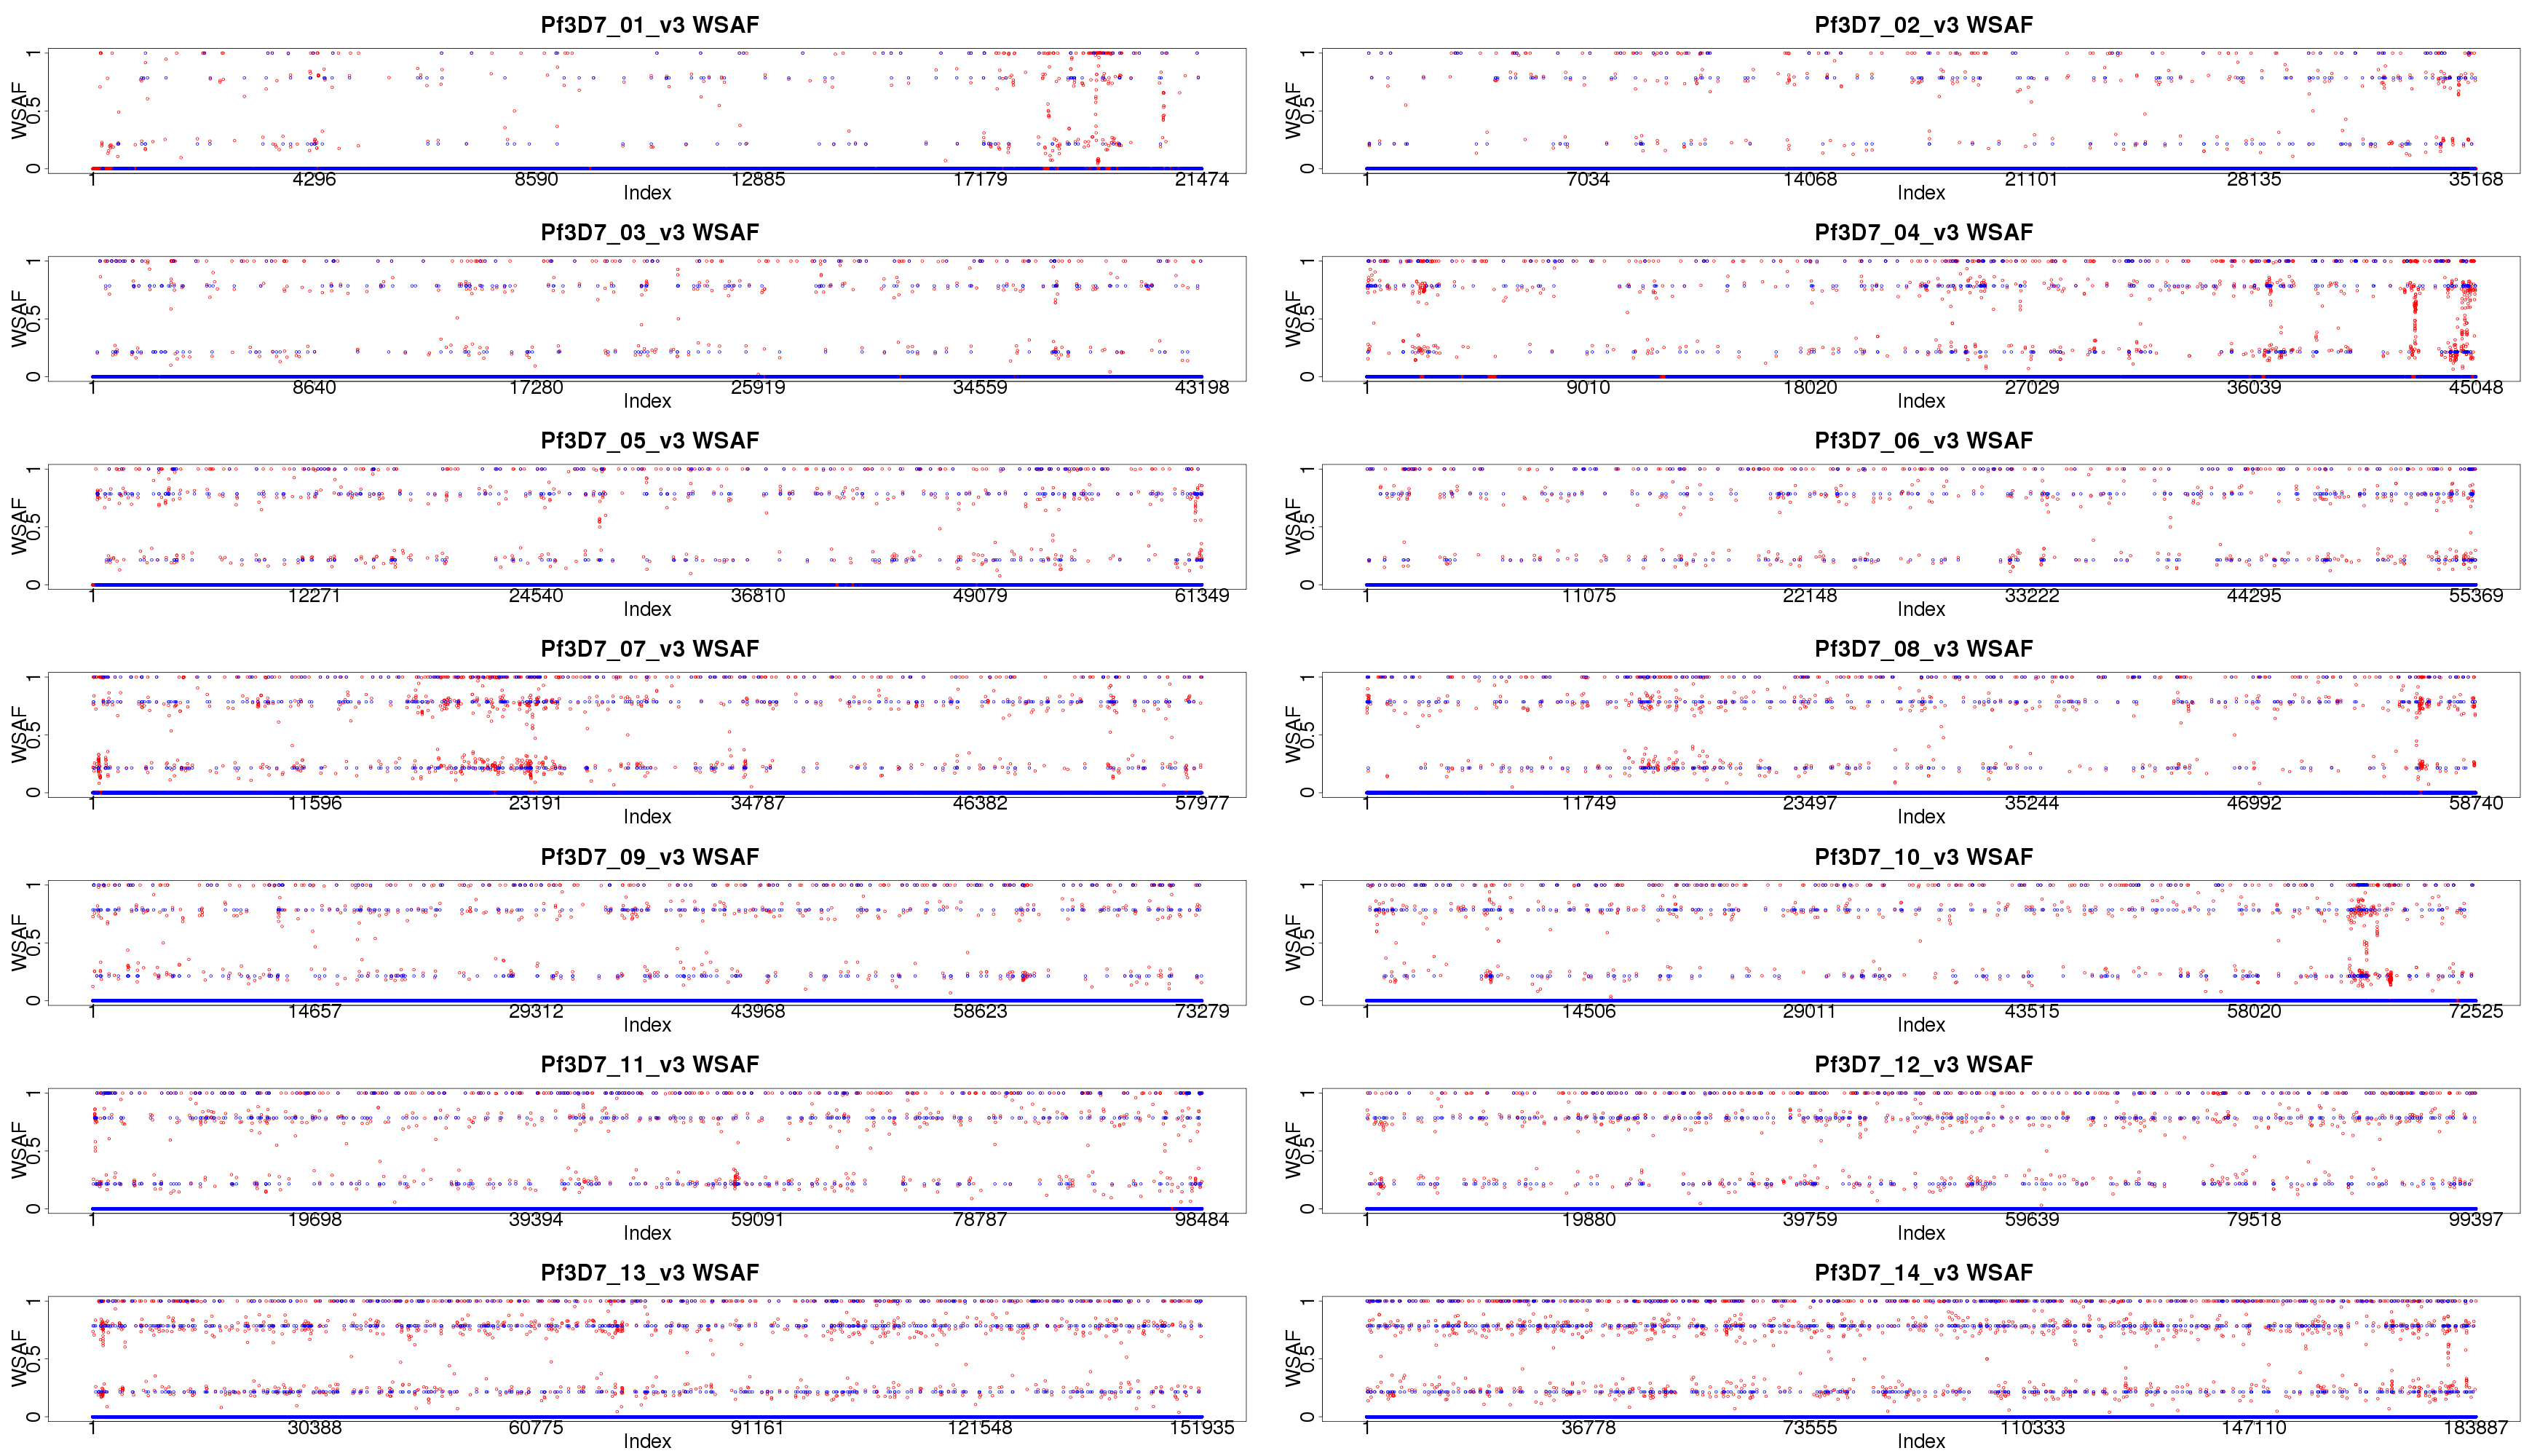 Pf3D7_01_v3 WSAF
WSAF
0 0.5 1
1 4296 8590 12885 17179 21474
Index
Pf3D7_02_v3 WSAF
WSAF
0 0.5 1
1 7034 14068 21101 28135 35168
Index
Pf3D7_03_v3 WSAF
WSAF
0 0.5 1
1 8640 17280 25919 34559 43198
Index
Pf3D7_04_v3 WSAF
WSAF
0 0.5 1
1 9010 18020 27029 36039 45048
Index
Pf3D7_05_v3 WSAF
WSAF
0 0.5 1
1 12271 24540 36810 49079 61349
Index
Pf3D7_06_v3 WSAF
WSAF
0 0.5 1
1 11075 22148 33222 44295 55369
Index
Pf3D7_07_v3 WSAF
WSAF
0 0.5 1
1 11596 23191 34787 46382 57977
Index
Pf3D7_08_v3 WSAF
WSAF
0 0.5 1
1 11749 23497 35244 46992 58740
Index
Pf3D7_09_v3 WSAF
WSAF
0 0.5 1
1 14657 29312 43968 58623 73279
Index
Pf3D7_10_v3 WSAF
WSAF
0 0.5 1
1 14506 29011 43515 58020 72525
Index
Pf3D7_11_v3 WSAF
WSAF
0 0.5 1
1 19698 39394 59091 78787 98484
Index
Pf3D7_12_v3 WSAF
WSAF
0 0.5 1
1 19880 39759 59639 79518 99397
Index
Pf3D7_13_v3 WSAF
WSAF
0 0.5 1
1 30388 60775 91161 121548 151935
Index
Pf3D7_14_v3 WSAF
WSAF
0 0.5 1
1 36778 73555 110333 147110 183887
Index